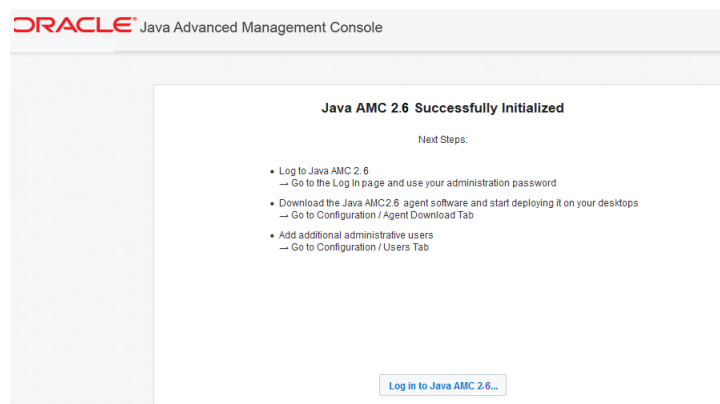 ORACLE® Java Advanced Management Console
Java AMC 2.6 Successfully Initialized
Next Steps:
• Log to Java AMC 2.6
→ Go to the Log In page and use your administration password
• Download the Java AMC2.6 agent software and start deploying it on your desktops
→ Go to Configuration / Agent Download Tab
• Add additional administrative users
→ Go to Configuration / Users Tab
Log in to Java AMC 2.6...